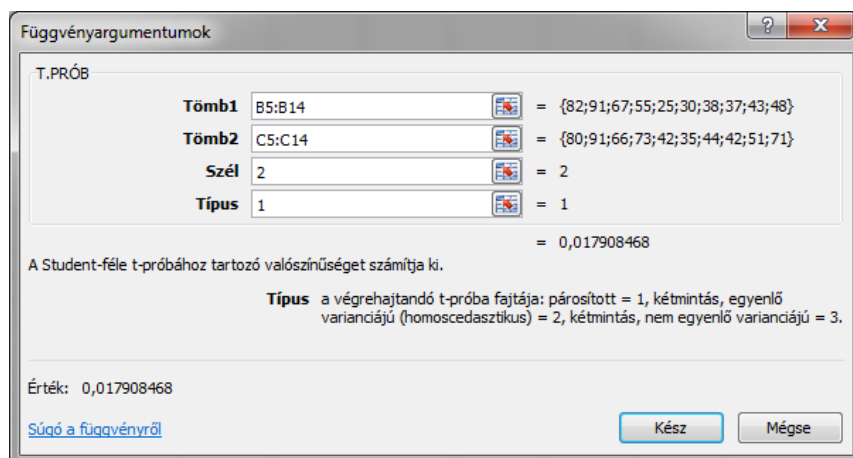 Függvényargumentumok
T.PRÓB
Tömb1 B5:B14 = {82;91;67;55;25;30;38;37;43;48}
Tömb2 C5:C14 = {80;91;66;73;42;35;44;42;51;71}
Szél 2 = 2
Típus 1 = 1
= 0,017908468
A Student-féle t-próbához tartozó valószínűséget számítja ki.
Típus a végrehajtandó t-próba fajtája: párosított = 1, kétmintás, egyenlő
varianciájú (homoscedasztikus) = 2, kétmintás, nem egyenlő varianciájú = 3.
Érték: 0,017908468
Súgó a függvényről Kész Mégse